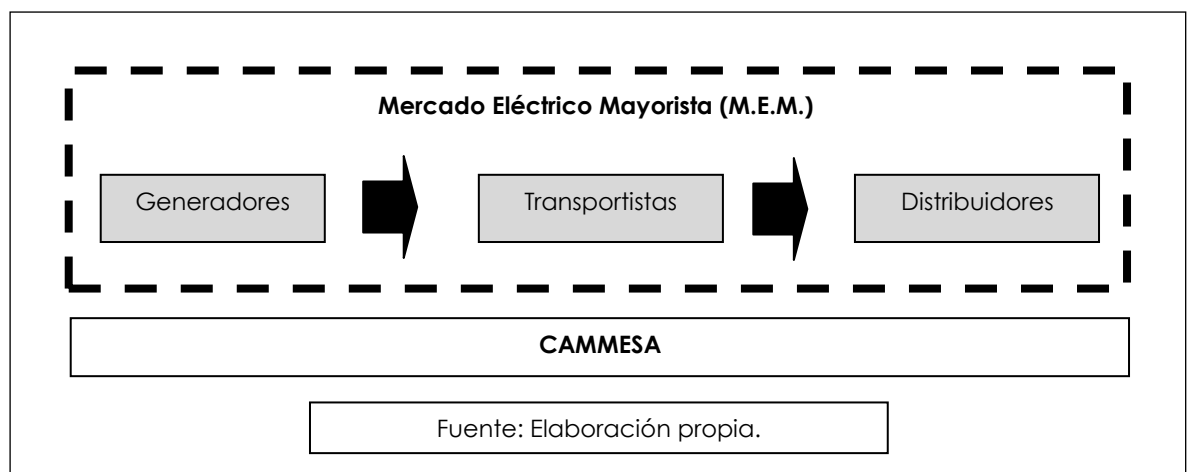 Mercado Eléctrico Mayorista (M.E.M.)
Generadores
Transportistas
Distribuidores
CAMMESA
Fuente: Elaboración propia.